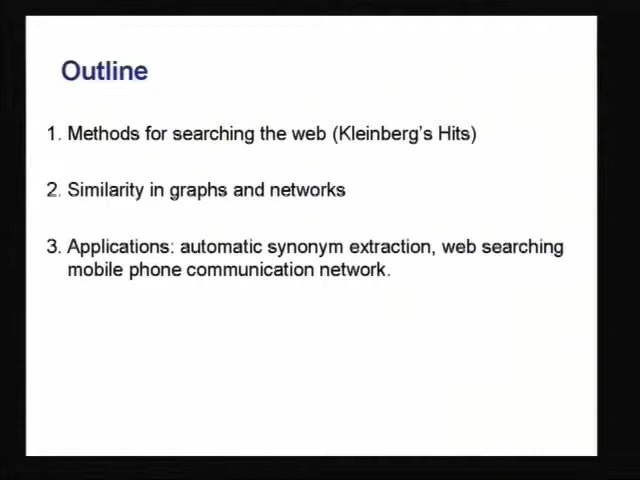 Outline
1. Methods for searching the web (Kleinberg's Hits)
2. Similarity in graphs and networks
3. Applications: automatic synonym extraction, web searching
mobile phone communication network.